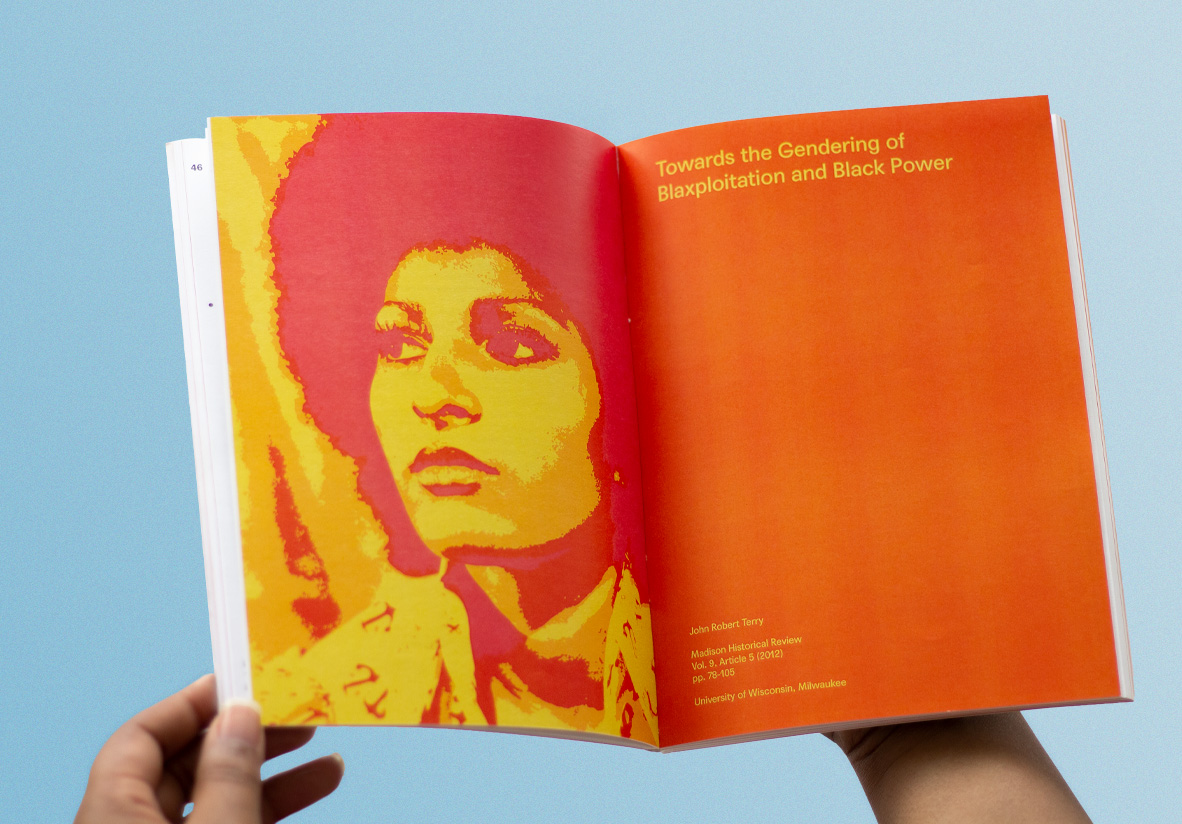 46
Towards the Gendering of
Blaxploitation and Black Power
John Robert Terry
Madison Historical Review
Vol. 9, Article 5 (2012)
pp. 78-105
University of Wisconsin, Milwaukee